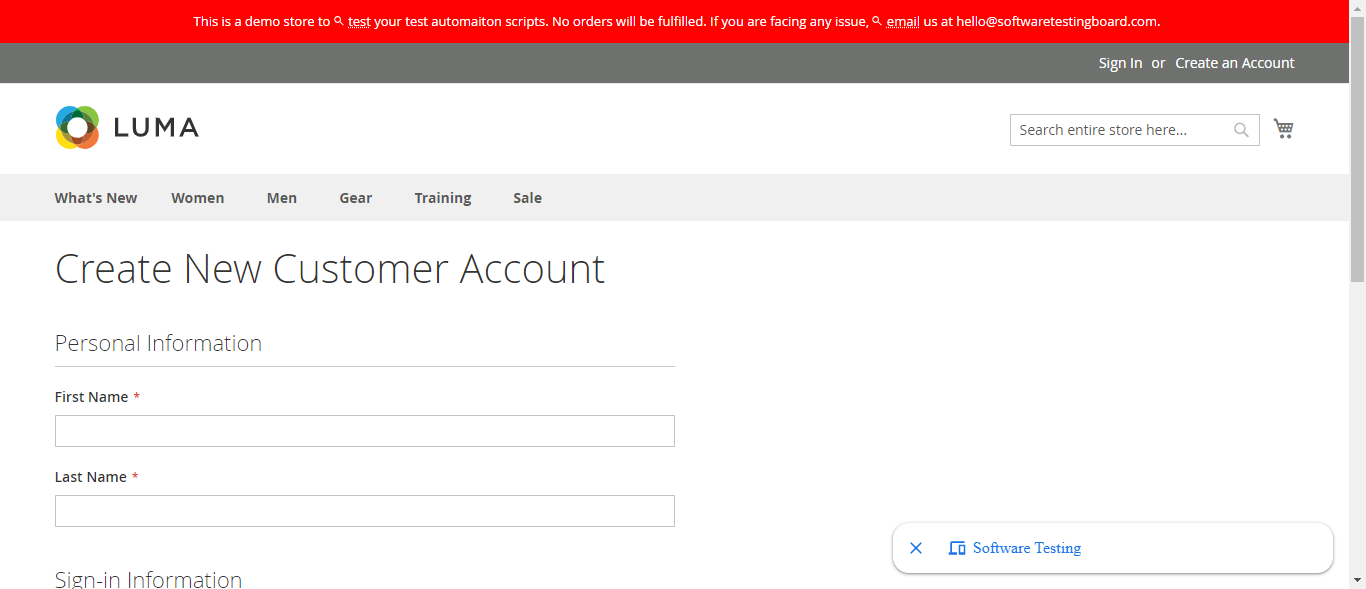 This is a demo store to test your test automaiton scripts. No orders will be fulfilled. If you are facing any issue, email us at hello@softwaretestingboard.com.
Sign In or Create an Account
LUMA
Search entire store here...
What's New Women Men Gear Training Sale
Create New Customer Account
Personal Information
First Name *
Last Name *
Software Testing
Sign-in Information